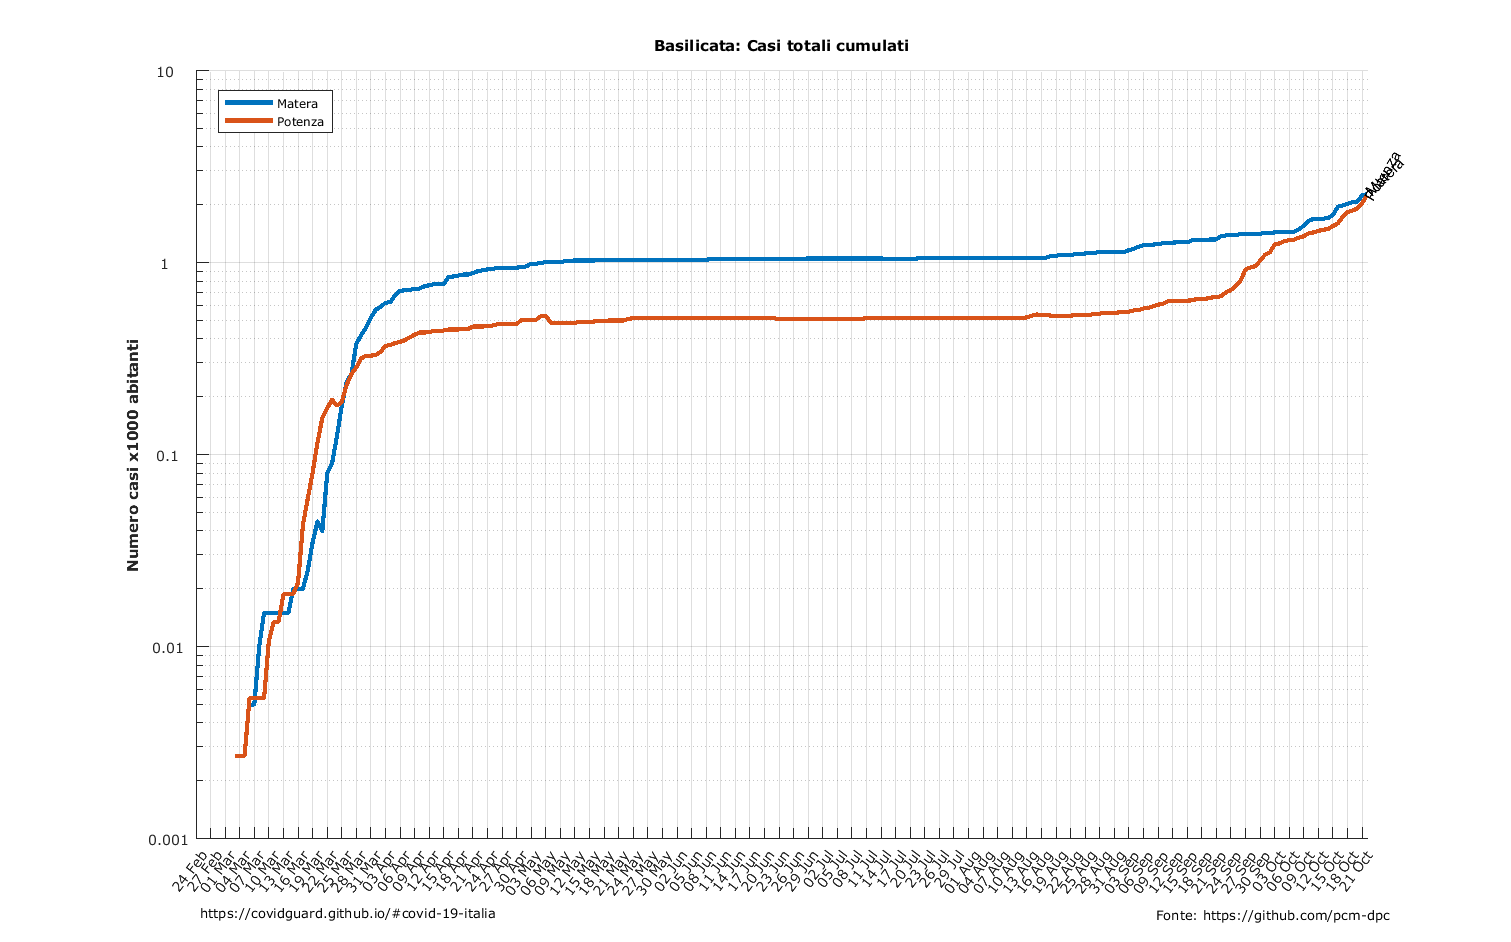 Basilicata: Casi totali cumulati
10
1
0.1
0.01
0.001
Numero casi x1000 abitanti
Matera
Potenza
Matera
Potenza
24 Feb
27 Feb
01 Mar
04 Mar
07 Mar
10 Mar
13 Mar
16 Mar
19 Mar
22 Mar
25 Mar
28 Mar
31 Mar
03 Apr
06 Apr
09 Apr
12 Apr
15 Apr
18 Apr
21 Apr
24 Apr
27 Apr
30 Apr
03 May
06 May
09 May
12 May
15 May
18 May
21 May
24 May
27 May
30 May
02 Jun
05 Jun
08 Jun
11 Jun
14 Jun
17 Jun
20 Jun
23 Jun
26 Jun
29 Jun
02 Jul
05 Jul
08 Jul
11 Jul
14 Jul
17 Jul
20 Jul
23 Jul
26 Jul
29 Jul
01 Aug
04 Aug
07 Aug
10 Aug
13 Aug
16 Aug
19 Aug
22 Aug
25 Aug
28 Aug
31 Aug
03 Sep
06 Sep
09 Sep
12 Sep
15 Sep
18 Sep
21 Sep
24 Sep
27 Sep
30 Sep
03 Oct
06 Oct
09 Oct
12 Oct
15 Oct
18 Oct
21 Oct
https://covidguard.github.io/#covid-19-italia
Fonte: https://github.com/pcm-dpc